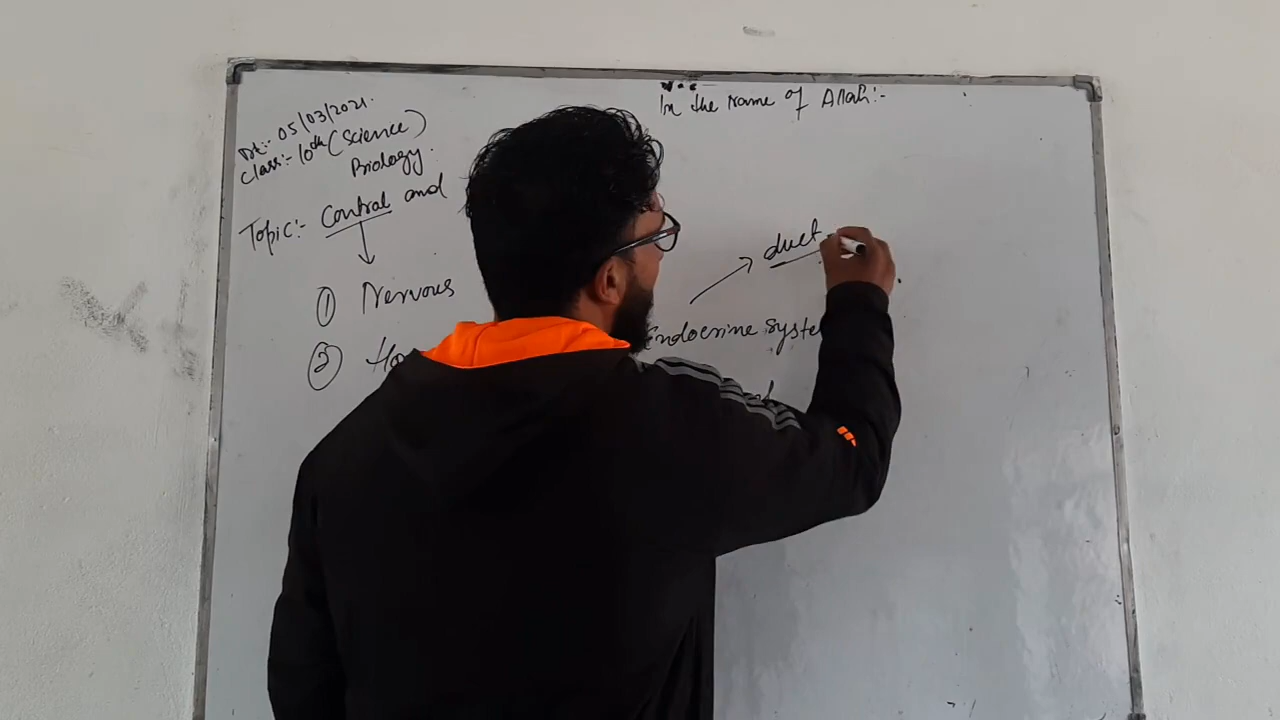 In the Name of Allah:-
Dt:- 05/03/2021.
Class:- 10th (Science)
Biology.
Topic:- Control and
① Nervous
②
duct
Endocrine syste